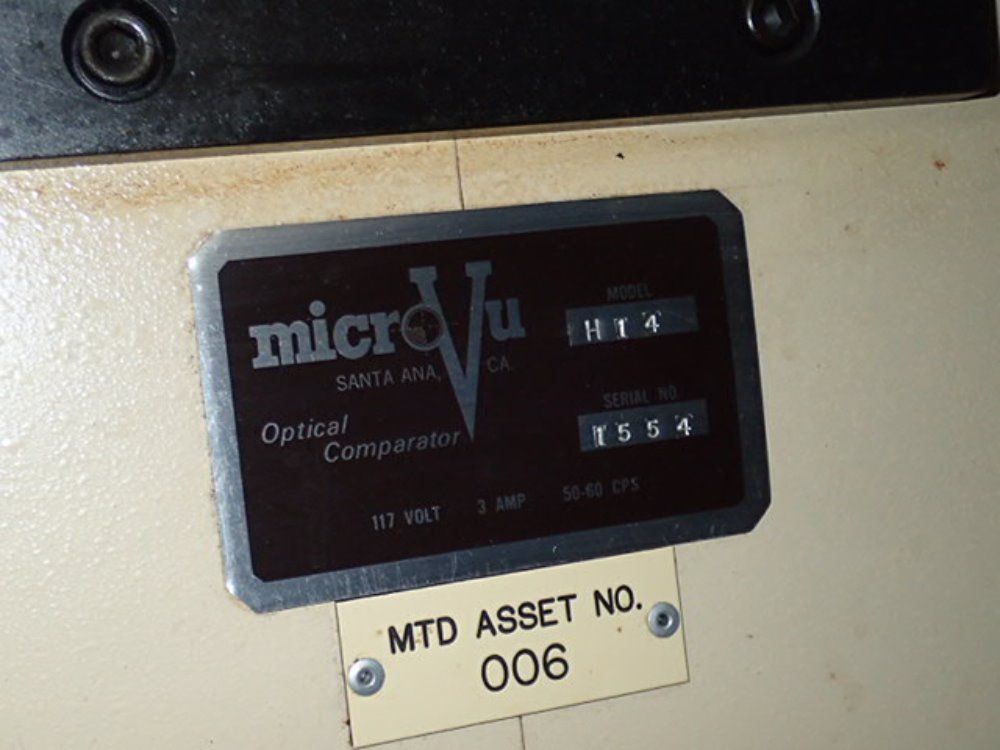 microVu
SANTA ANA, CA.
Optical
Comparator
MODEL
H14
SERIAL NO
1554
117 VOLT 3 AMP 50-60 CPS
MTD ASSET NO.
006